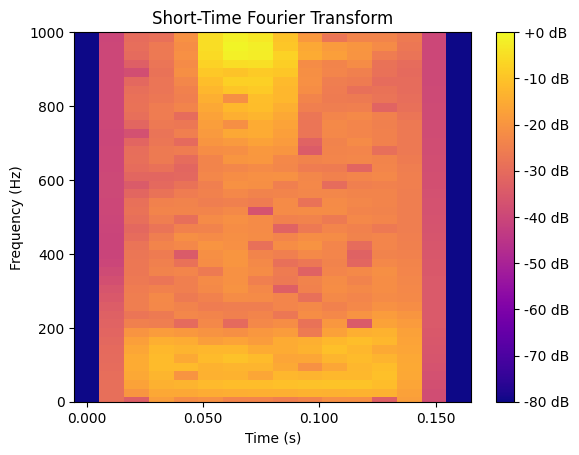 Short-Time Fourier Transform
1000
800
600
400
200
0
Frequency (Hz)
0.000
0.050
0.100
0.150
Time (s)
+0 dB
-10 dB
-20 dB
-30 dB
-40 dB
-50 dB
-60 dB
-70 dB
-80 dB